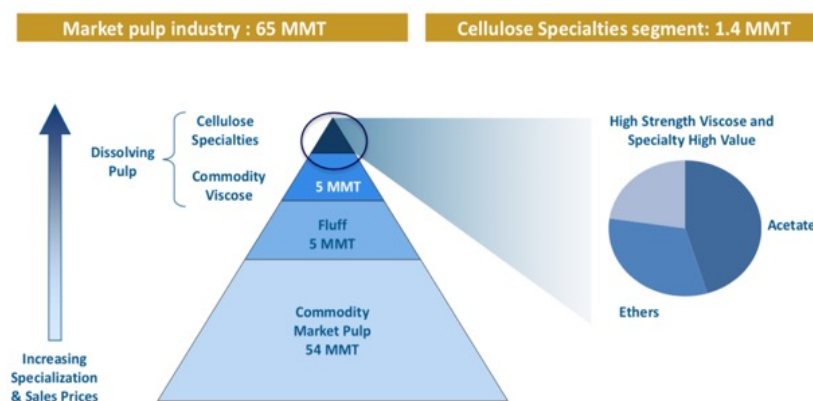 Market pulp industry : 65 MMT
Cellulose Specialties segment: 1.4 MMT
Cellulose
Specialties
Dissolving
Pulp
Commodity
Viscose
5 MMT
Fluff
5 MMT
Commodity
Market Pulp
54 MMT
Increasing
Specialization
& Sales Prices
High Strength Viscose and
Specialty High Value
Acetate
Ethers